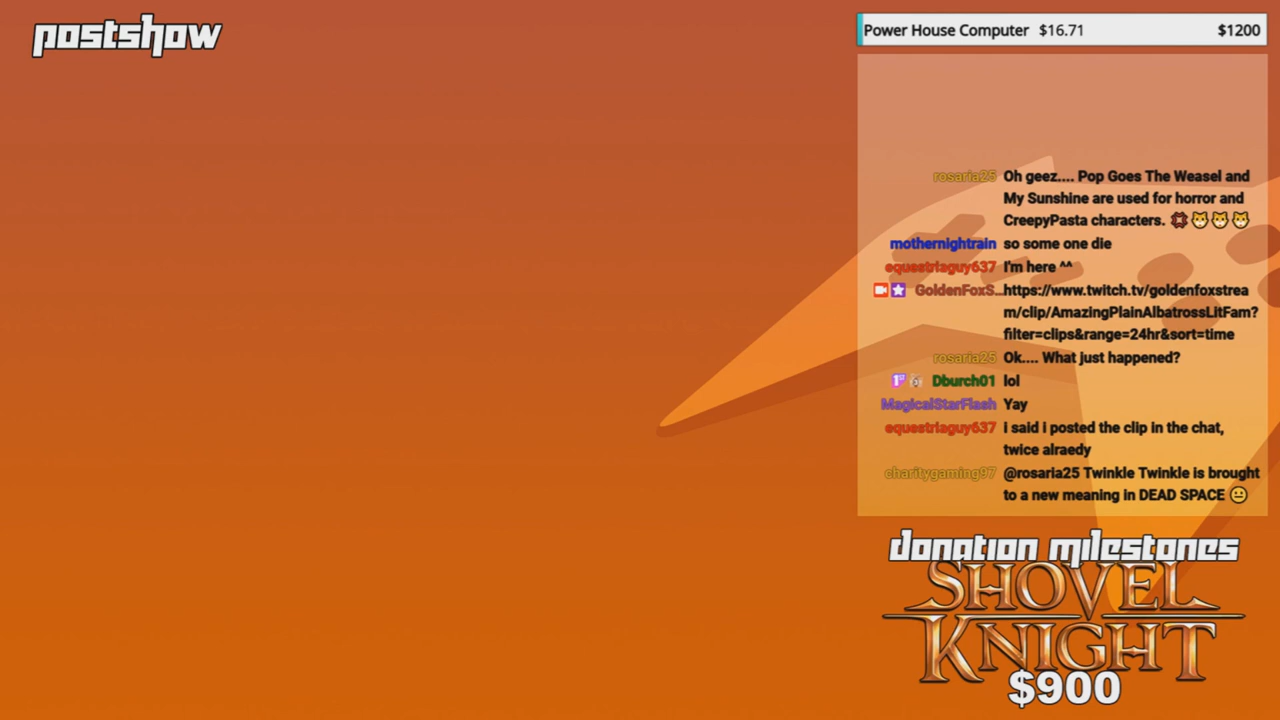 postshow
Power House Computer $16.71 $1200
rosaria25 Oh geez.... Pop Goes The Weasel and
My Sunshine are used for horror and
CreepyPasta characters.
mothernightrain so some one die
equestriaguy637 I'm here ^^
GoldenFoxS... https://www.twitch.tv/goldenfoxstrea
m/clip/AmazingPlainAlbatrossLitFam?
filter=clips&range=24hr&sort=time
rosaria25 Ok.... What just happened?
Dburch01 lol
MagicalStarFlash Yay
equestriaguy637 i said i posted the clip in the chat,
twice alraedy
charitygaming97 @rosaria25 Twinkle Twinkle is brought
to a new meaning in DEAD SPACE
donation milestones
SHOVEL
KNIGHT
$900